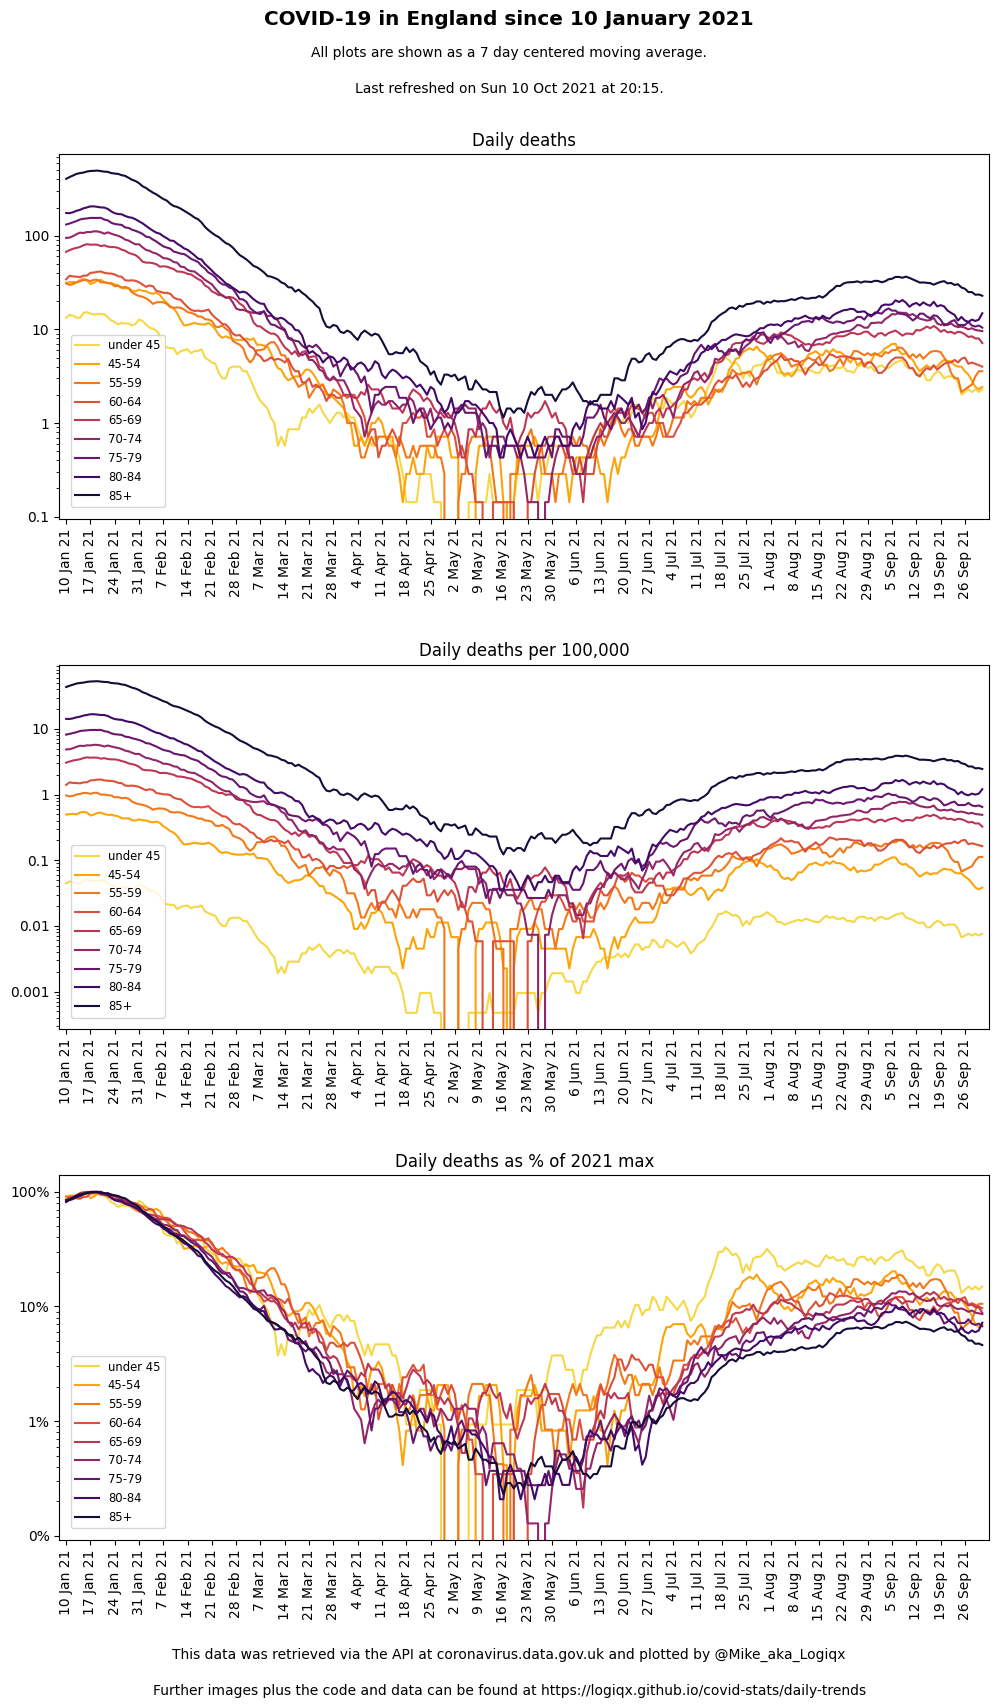 COVID-19 in England since 10 January 2021
All plots are shown as a 7 day centered moving average.
Last refreshed on Sun 10 Oct 2021 at 20:15.
Daily deaths
100
10
1
0.1
under 45
45-54
55-59
60-64
65-69
70-74
75-79
80-84
85+
10 Jan 21
17 Jan 21
24 Jan 21
31 Jan 21
7 Feb 21
14 Feb 21
21 Feb 21
28 Feb 21
7 Mar 21
14 Mar 21
21 Mar 21
28 Mar 21
4 Apr 21
11 Apr 21
18 Apr 21
25 Apr 21
2 May 21
9 May 21
16 May 21
23 May 21
30 May 21
6 Jun 21
13 Jun 21
20 Jun 21
27 Jun 21
4 Jul 21
11 Jul 21
18 Jul 21
25 Jul 21
1 Aug 21
8 Aug 21
15 Aug 21
22 Aug 21
29 Aug 21
5 Sep 21
12 Sep 21
19 Sep 21
26 Sep 21
Daily deaths per 100,000
10
1
0.1
0.01
0.001
under 45
45-54
55-59
60-64
65-69
70-74
75-79
80-84
85+
10 Jan 21
17 Jan 21
24 Jan 21
31 Jan 21
7 Feb 21
14 Feb 21
21 Feb 21
28 Feb 21
7 Mar 21
14 Mar 21
21 Mar 21
28 Mar 21
4 Apr 21
11 Apr 21
18 Apr 21
25 Apr 21
2 May 21
9 May 21
16 May 21
23 May 21
30 May 21
6 Jun 21
13 Jun 21
20 Jun 21
27 Jun 21
4 Jul 21
11 Jul 21
18 Jul 21
25 Jul 21
1 Aug 21
8 Aug 21
15 Aug 21
22 Aug 21
29 Aug 21
5 Sep 21
12 Sep 21
19 Sep 21
26 Sep 21
Daily deaths as % of 2021 max
100%
10%
1%
0%
under 45
45-54
55-59
60-64
65-69
70-74
75-79
80-84
85+
10 Jan 21
17 Jan 21
24 Jan 21
31 Jan 21
7 Feb 21
14 Feb 21
21 Feb 21
28 Feb 21
7 Mar 21
14 Mar 21
21 Mar 21
28 Mar 21
4 Apr 21
11 Apr 21
18 Apr 21
25 Apr 21
2 May 21
9 May 21
16 May 21
23 May 21
30 May 21
6 Jun 21
13 Jun 21
20 Jun 21
27 Jun 21
4 Jul 21
11 Jul 21
18 Jul 21
25 Jul 21
1 Aug 21
8 Aug 21
15 Aug 21
22 Aug 21
29 Aug 21
5 Sep 21
12 Sep 21
19 Sep 21
26 Sep 21
This data was retrieved via the API at coronavirus.data.gov.uk and plotted by @Mike_aka_Logiqx
Further images plus the code and data can be found at https://logiqx.github.io/covid-stats/daily-trends